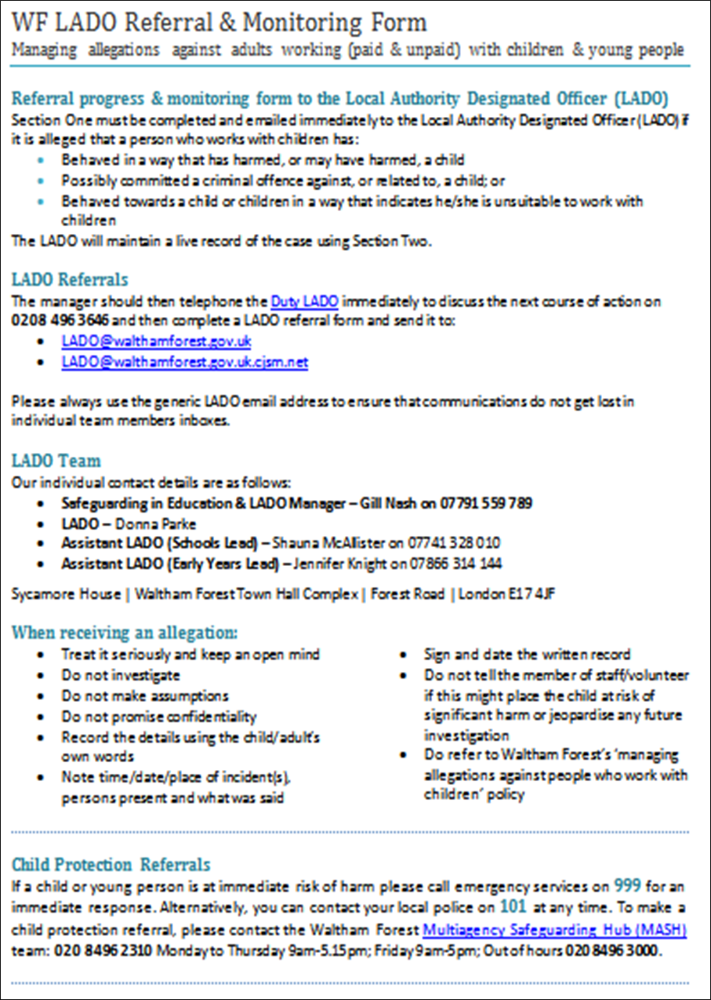 WF LADO Referral & Monitoring Form
Managing allegations against adults working (paid & unpaid) with children & young people
Referral progress & monitoring form to the Local Authority Designated Officer (LADO)
Section One must be completed and emailed immediately to the Local Authority Designated Officer (LADO) if
it is alleged that a person who works with children has:
• Behaved in a way that has harmed, or may have harmed, a child
• Possibly committed a criminal offence against, or related to, a child; or
• Behaved towards a child or children in a way that indicates he/she is unsuitable to work with
children
The LADO will maintain a live record of the case using Section Two.
LADO Referrals
The manager should then telephone the Duty LADO immediately to discuss the next course of action on
0208 496 3646 and then complete a LADO referral form and send it to:
• LADO@walthamforest.gov.uk
• LADO@walthamforest.gov.uk.cjsm.net
Please always use the generic LADO email address to ensure that communications do not get lost in
individual team members inboxes.
LADO Team
Our individual contact details are as follows:
• Safeguarding in Education & LADO Manager – Gill Nash on 07791 559 789
• LADO – Donna Parke
• Assistant LADO (Schools Lead) – Shauna McAllister on 07741 328 010
• Assistant LADO (Early Years Lead) – Jennifer Knight on 07866 314 144
Sycamore House | Waltham Forest Town Hall Complex | Forest Road | London E17 4JF
When receiving an allegation:
• Treat it seriously and keep an open mind
• Do not investigate
• Do not make assumptions
• Do not promise confidentiality
• Record the details using the child/adult's
own words
• Note time/date/place of incident(s),
persons present and what was said
• Sign and date the written record
• Do not tell the member of staff/volunteer
if this might place the child at risk of
significant harm or jeopardise any future
investigation
• Do refer to Waltham Forest's 'managing
allegations against people who work with
children' policy
Child Protection Referrals
If a child or young person is at immediate risk of harm please call emergency services on 999 for an
immediate response. Alternatively, you can contact your local police on 101 at any time. To make a
child protection referral, please contact the Waltham Forest Multiagency Safeguarding Hub (MASH)
team: 020 8496 2310 Monday to Thursday 9am-5.15pm; Friday 9am-5pm; Out of hours 020 8496 3000.